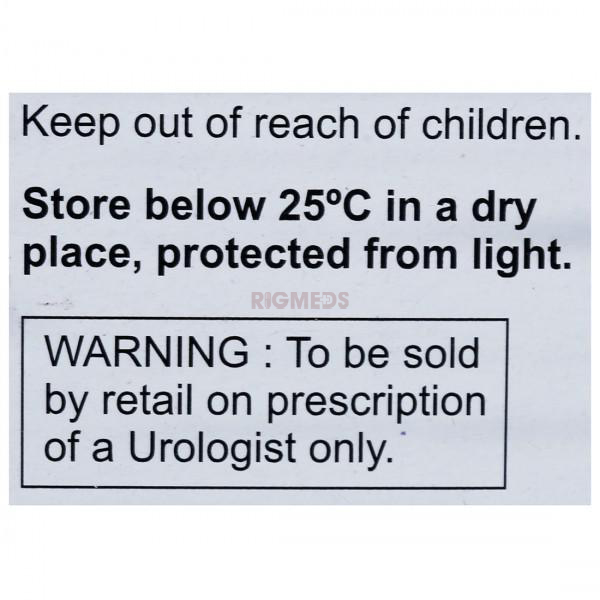 Keep out of reach of children.
Store below 25ºC in a dry
place, protected from light.
RIGMEDS
WARNING : To be sold
by retail on prescription
of a Urologist only.